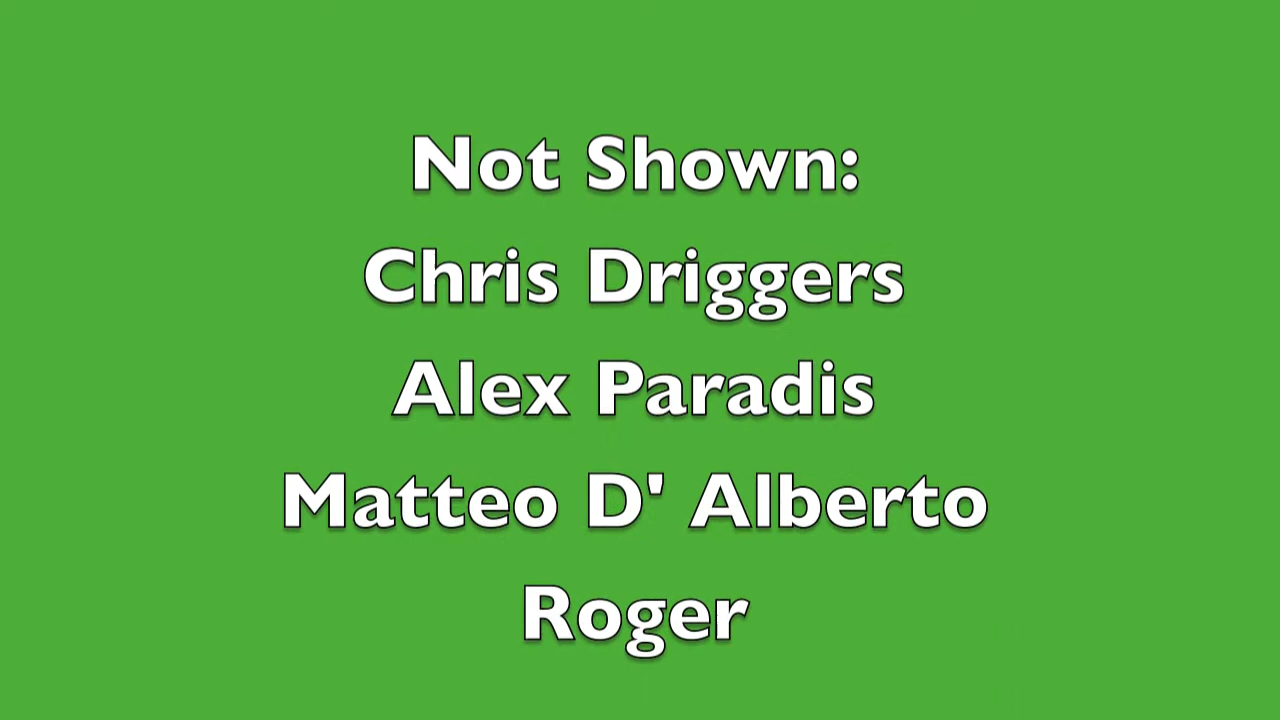 Not Shown:
Chris Driggers
Alex Paradis
Matteo D' Alberto
Roger